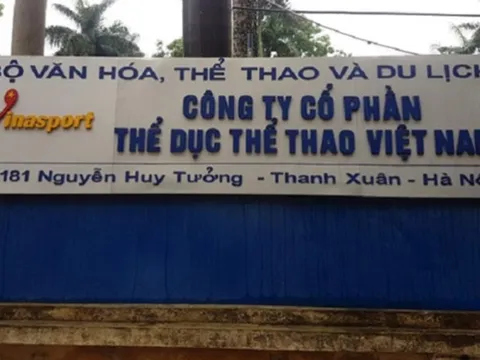 BỘ VĂN HÓA, THỂ THAO VÀ DU LỊCH
Vinasport
CÔNG TY CỔ PHẦN
THỂ DỤC THỂ THAO VIỆT NAM
181 Nguyễn Huy Tưởng - Thanh Xuân - Hà Nội